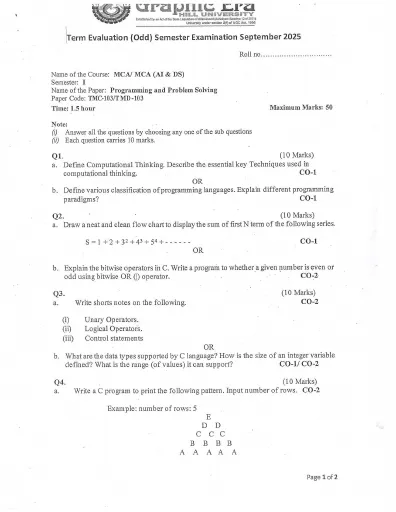 Graphic Era
HILL UNIVERSITY
Term Evaluation (Odd) Semester Examination September 2025
Roll no..............................
Name of the Course: MCA/ MCA (AI & DS)
Semester: I
Name of the Paper: Programming and Problem Solving
Paper Code: TMC-103/TMD-103
Time: 1.5 hour Maximum Marks: 50
Note:
(i) Answer all the questions by choosing any one of the sub questions
(ii) Each question carries 10 marks.
Q1. (10 Marks)
a. Define Computational Thinking. Describe the essential key Techniques used in
computational thinking. CO-1
OR
b. Define various classification of programming languages. Explain different programming
paradigms? CO-1
Q2. (10 Marks)
a. Draw a neat and clean flow chart to display the sum of first N term of the following series.
S = 1 + 2 + 3² + 4³ + 5⁴ + - - - - - - CO-1
OR
b. Explain the bitwise operators in C. Write a program to whether a given number is even or
odd using bitwise OR (|) operator. CO-2
Q3. (10 Marks)
a. Write shorts notes on the following. CO-2
(i) Unary Operators.
(ii) Logical Operators.
(iii) Control statements
OR
b. What are the data types supported by C language? How is the size of an integer variable
defined? What is the range (of values) it can support? CO-1/ CO-2
Q4. (10 Marks)
a. Write a C program to print the following pattern. Input number of rows. CO-2
Example: number of rows: 5
E
D D
C C C
B B B B
A A A A A
Page 1 of 2